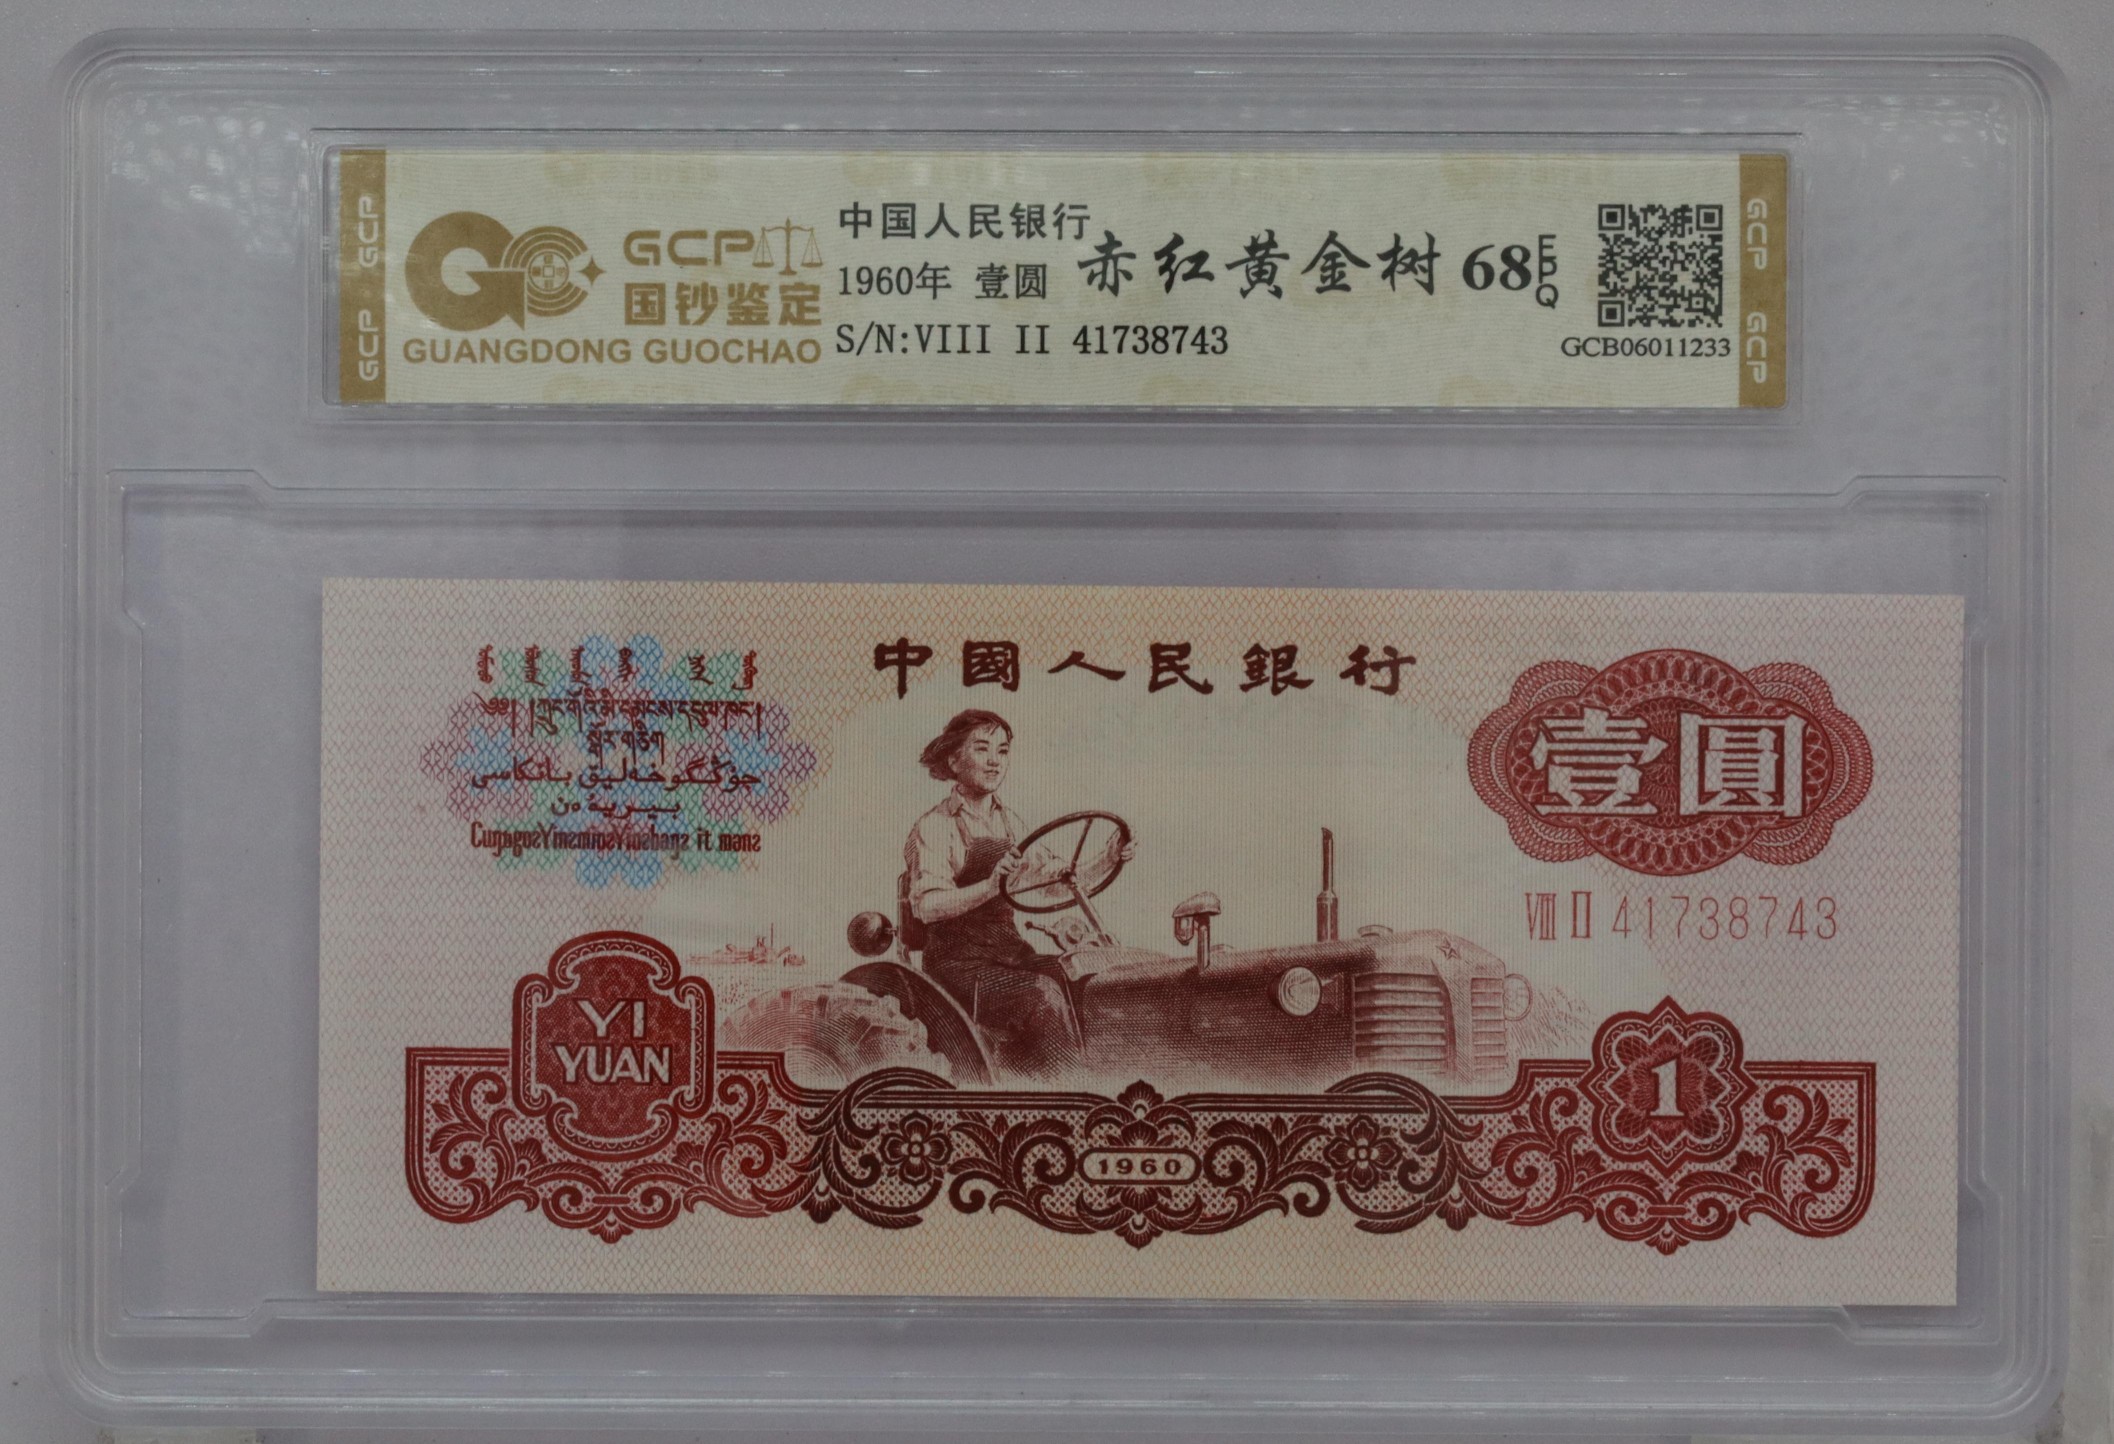 GCP GCP
GC GCP
国钞鉴定
GUANGDONG GUOCHAO
中国人民银行
1960年 壹圆
赤红黄金树 68 EPQ
S/N:VIII II 41738743
GCB06011233
GCP GCP
中國人民銀行
壹圓
VIII II 41738743
YI
YUAN
1960
1